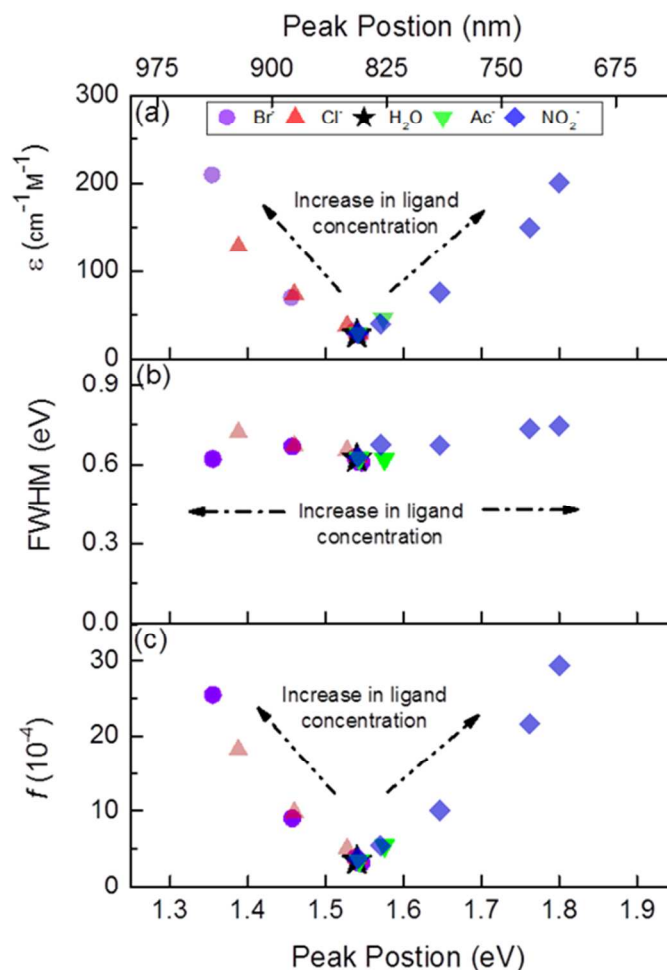 Peak Postion (nm)
975 900 825 750 675
300
(a)
Br⁻ Cl⁻ H₂O Ac⁻ NO₂⁻
Increase in ligand
concentration
200
100
0
ε (cm⁻¹M⁻¹)
(b)
0.9
0.6
0.3
0.0
FWHM (eV)
Increase in ligand
concentration
(c)
30
20
10
0
f (10⁻⁴)
Increase in ligand
concentration
1.3 1.4 1.5 1.6 1.7 1.8 1.9
Peak Postion (eV)